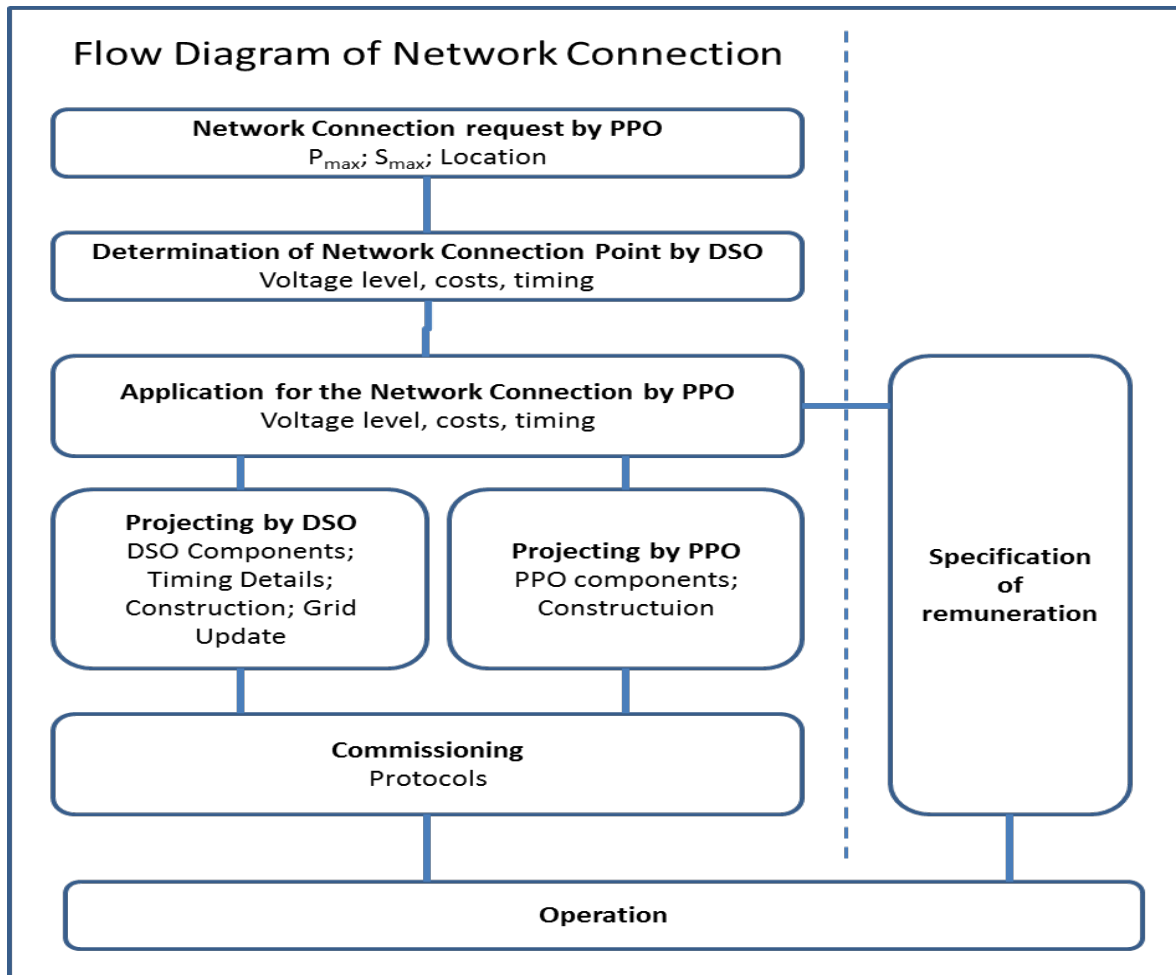 Flow Diagram of Network Connection
Network Connection request by PPO
Pmax; Smax; Location
Determination of Network Connection Point by DSO
Voltage level, costs, timing
Application for the Network Connection by PPO
Voltage level, costs, timing
Projecting by DSO
DSO Components;
Timing Details;
Construction; Grid
Update
Projecting by PPO
PPO components;
Constructuion
Specification
of
remuneration
Commissioning
Protocols
Operation